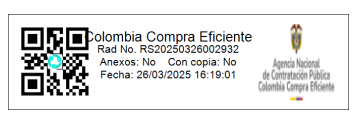 Colombia Compra Eficiente
Rad No. RS20250326002932
Anexos: No Con copia: No
Fecha: 26/03/2025 16:19:01
Agencia Nacional
de Contratación Pública
Colombia Compra Eficiente